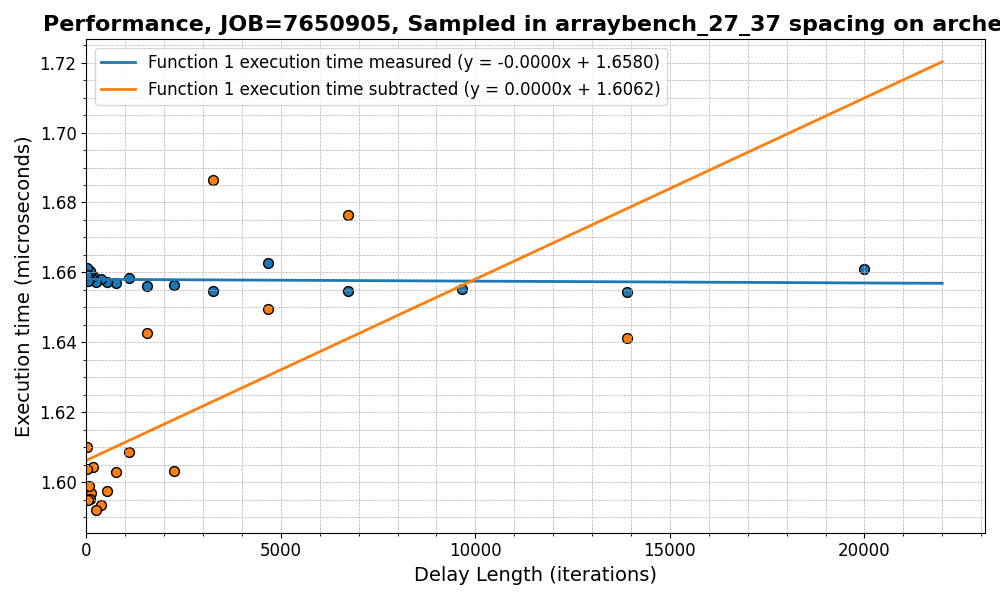 Performance, JOB=7650905, Sampled in arraybench_27_37 spacing on arche
Function 1 execution time measured (y = -0.0000x + 1.6580)
Function 1 execution time subtracted (y = 0.0000x + 1.6062)
Execution time (microseconds)
1.72
1.70
1.68
1.66
1.64
1.62
1.60
0 5000 10000 15000 20000
Delay Length (iterations)